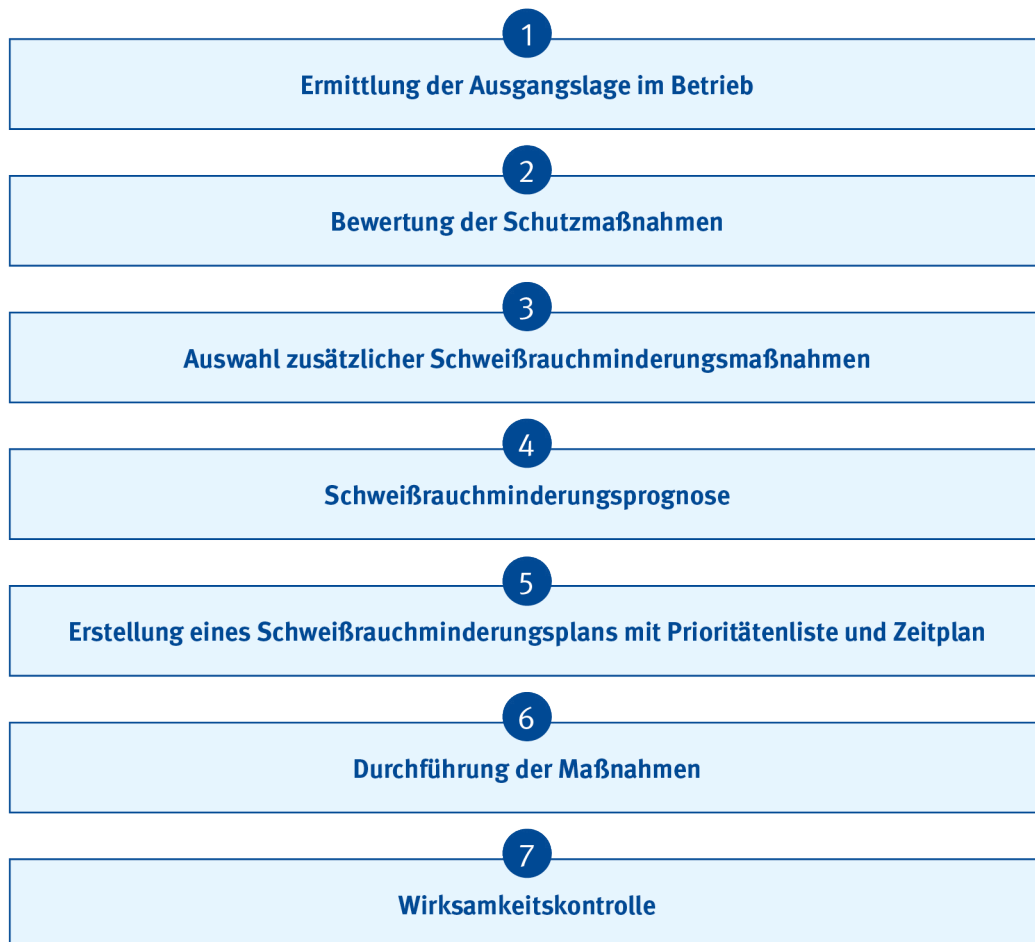 1
Ermittlung der Ausgangslage im Betrieb
2
Bewertung der Schutzmaßnahmen
3
Auswahl zusätzlicher Schweißrauchminderungsmaßnahmen
4
Schweißrauchminderungsprognose
5
Erstellung eines Schweißrauchminderungsplans mit Prioritätenliste und Zeitplan
6
Durchführung der Maßnahmen
7
Wirksamkeitskontrolle